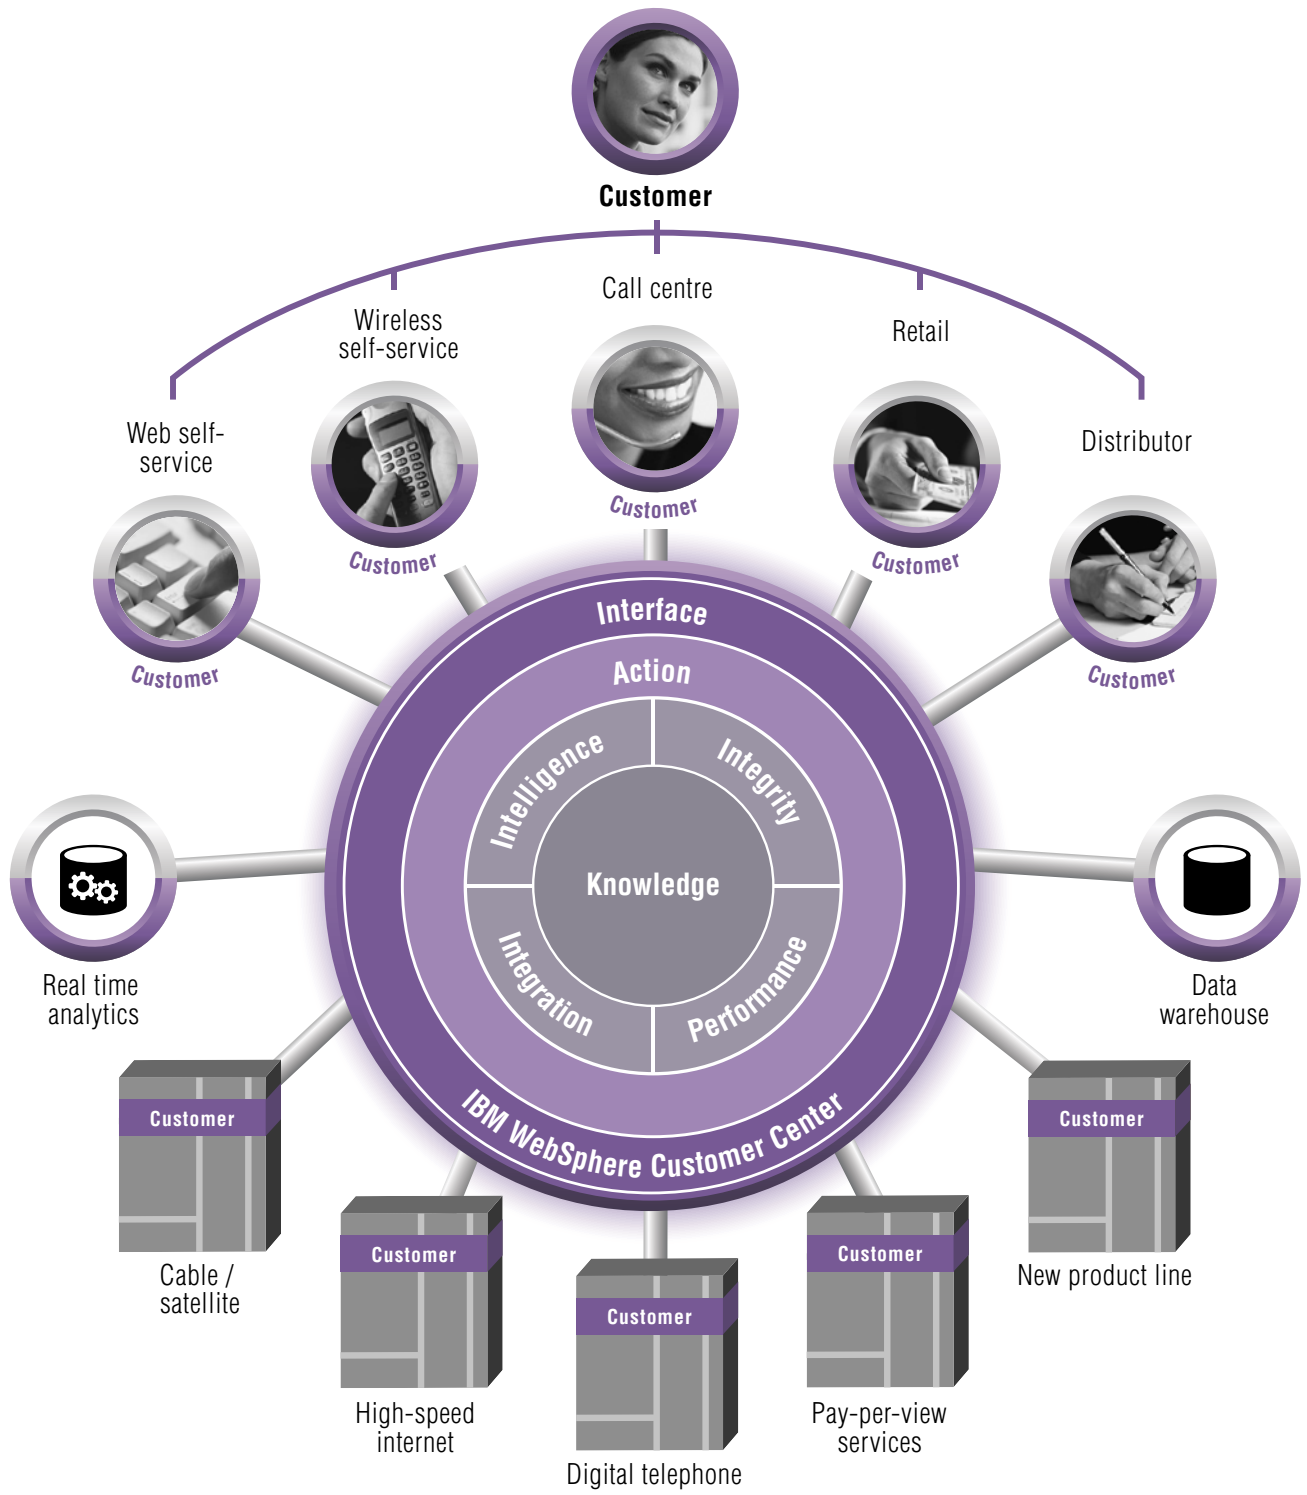 Customer
Call centre
Wireless
self-service
Retail
Web self-
service
Distributor
Customer
Customer
Customer
Customer
Customer
Interface
Action
Intelligence
Integrity
Knowledge
Integration
Performance
IBM WebSphere Customer Center
Real time
analytics
Data
warehouse
Customer
Cable /
satellite
Customer
High-speed
internet
Customer
Digital telephone
Customer
Pay-per-view
services
Customer
New product line